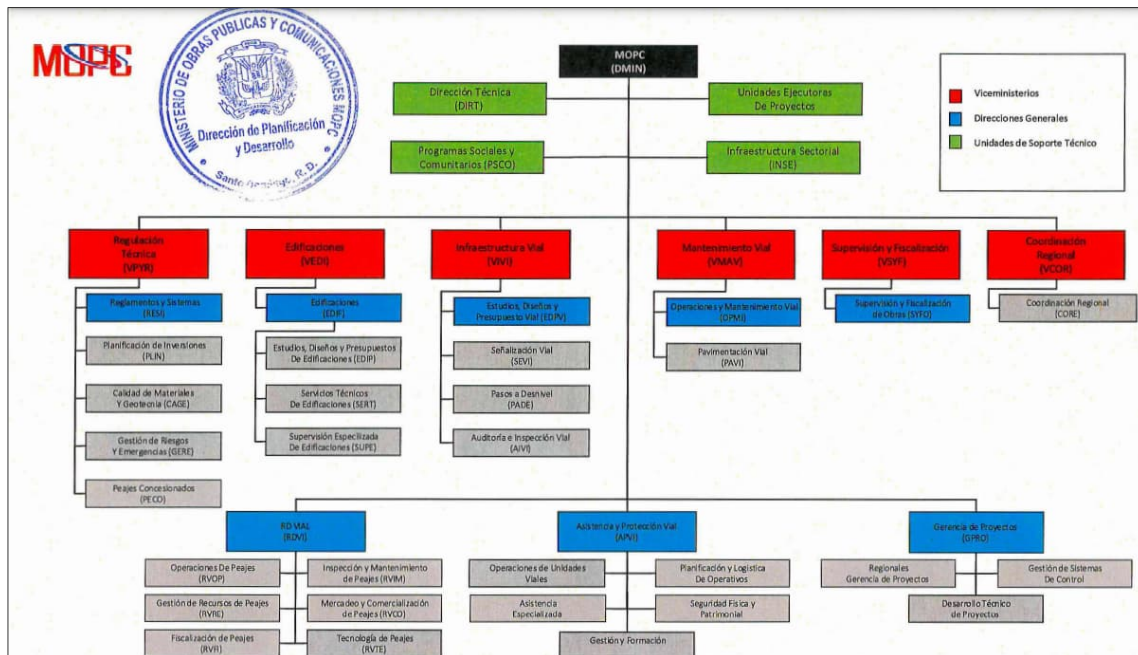 MOPC
MINISTERIO DE OBRAS PUBLICAS Y COMUNICACIONES MOPC
Dirección de Planificación
y Desarrollo
Santo Domingo, R. D.
MOPC
(DMIN)
Dirección Técnica
(DIRT)
Unidades Ejecutoras
De Proyectos
Programas Sociales y
Comunitarios (PSCO)
Infraestructura Sectorial
(INSE)
Viceministerios
Direcciones Generales
Unidades de Soporte Técnico
Regulación
Técnica
(VPYR)
Edificaciones
(VEDI)
Infraestructura Vial
(VIVI)
Mantenimiento Vial
(VMAV)
Supervisión y Fiscalización
(VSYF)
Coordinación
Regional
(VCOR)
Reglamentos y Sistemas
(RESI)
Edificaciones
(EDIF)
Estudios, Diseños y
Presupuesto Vial (EDPV)
Operaciones y Mantenimiento Vial
(OPMI)
Supervisión y Fiscalización
de Obras (SYFO)
Coordinación Regional
(CORE)
Planificación de Inversiones
(PLIN)
Estudios, Diseños y Presupuestos
De Edificaciones (EDIP)
Señalización Vial
(SEVI)
Pavimentación Vial
(PAVI)
Calidad de Materiales
Y Geotecnia (CAGE)
Servicios Técnicos
De Edificaciones (SERT)
Pasos a Desnivel
(PADE)
Gestión de Riesgos
Y Emergencias (GERE)
Supervisión Especilizada
De Edificaciones (SUPE)
Auditoría e Inspección Vial
(AIVI)
Peajes Concesionados
(PECO)
RD VIAL
(RDVI)
Asistencia y Protección Vial
(APVI)
Gerencia de Proyectos
(GPRO)
Operaciones De Peajes
(RVOP)
Inspección y Mantenimiento
de Peajes (RVIM)
Operaciones de Unidades
Viales
Planificación y Logística
De Operativos
Regionales
Gerencia de Proyectos
Gestión de Sistemas
De Control
Gestión de Recursos de Peajes
(RVRE)
Mercadeo y Comercialización
de Peajes (RVCO)
Asistencia
Especializada
Seguridad Física y
Patrimonial
Desarrollo Técnico
de Proyectos
Fiscalización de Peajes
(RVFI)
Tecnología de Peajes
(RVTE)
Gestión y Formación